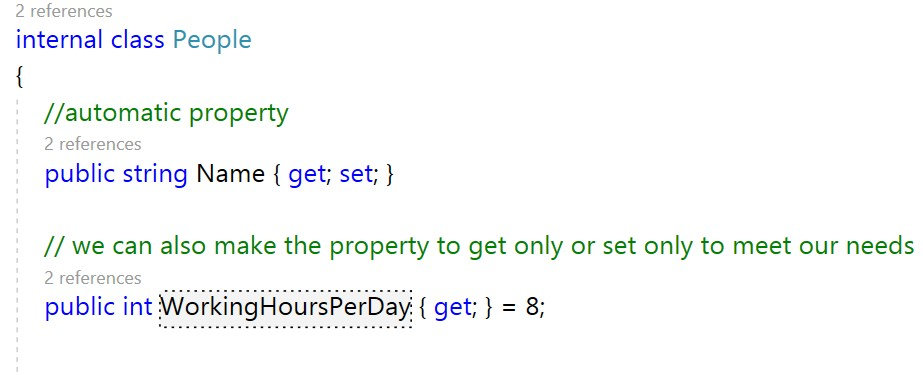 2 references
internal class People
{
//automatic property
2 references
public string Name { get; set; }
// we can also make the property to get only or set only to meet our needs
2 references
public int WorkingHoursPerDay { get; } = 8;